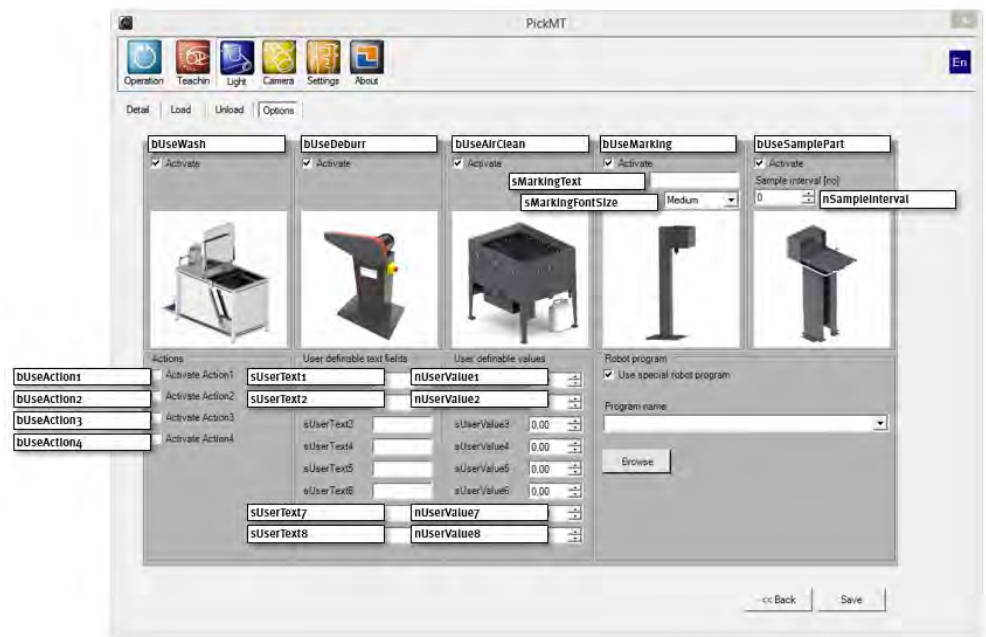 PickMT
Operation Teachin Light Camera Settings About
En
Detail Load Unload Options
bUseWash bUseDeburr bUseAirClean bUseMarking bUseSamplePart
Activate Activate Activate Activate Activate
sMarkingText Sample interval [no]
sMarkingFontSize Medium 0 nSampleInterval
Actions User definable text fields User definable values Robot program
bUseAction1 Activate Action1 sUserText1 nUserValue1 Use special robot program
bUseAction2 Activate Action2 sUserText2 nUserValue2 Program name
bUseAction3 Activate Action3 sUserText3 sUserValue3 0,00
bUseAction4 Activate Action4 sUserText4 sUserValue4 0,00
sUserText5 sUserValue5 0,00 Browse
sUserText6 sUserValue6 0,00
sUserText7 nUserValue7
sUserText8 nUserValue8
<< Back Save